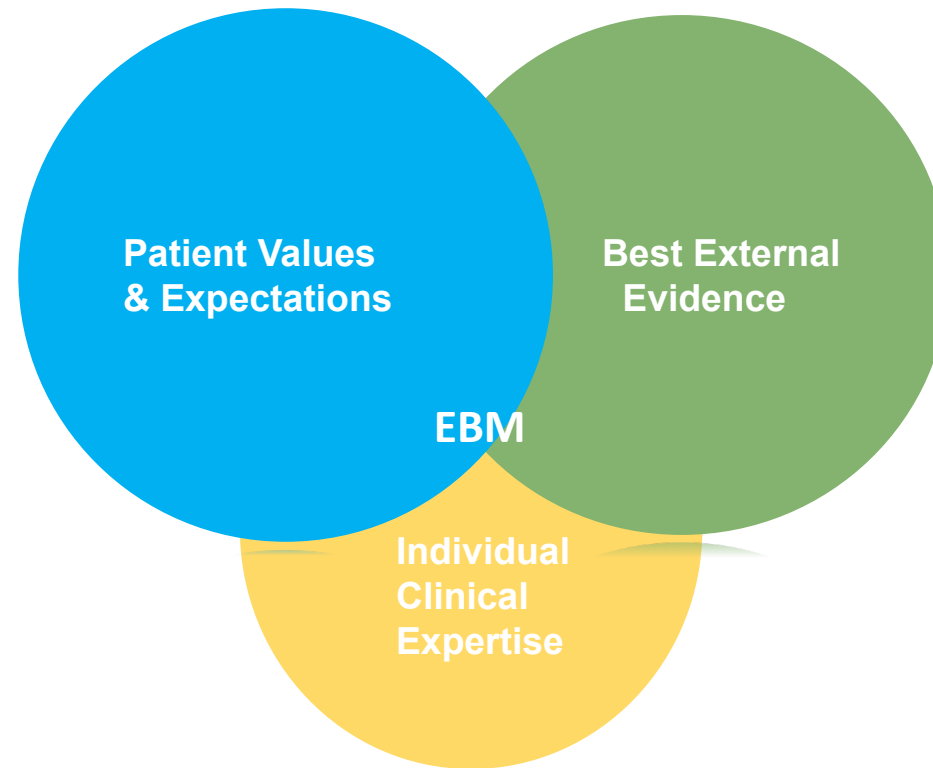 Patient Values
& Expectations
Best External
Evidence
EBM
Individual
Clinical
Expertise